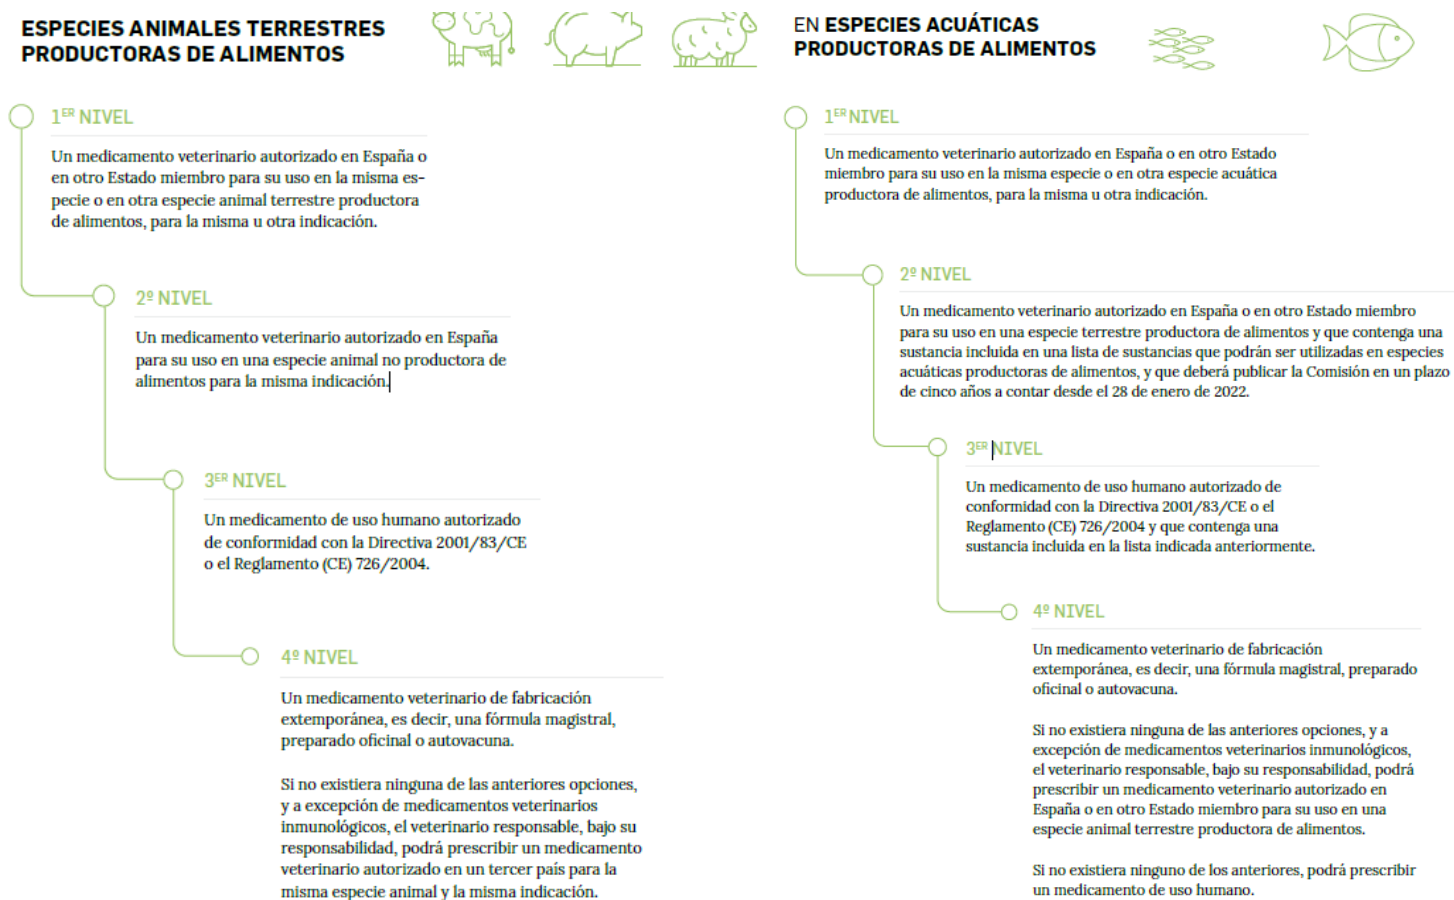 ESPECIES ANIMALES TERRESTRES
PRODUCTORAS DE ALIMENTOS
1ER NIVEL
Un medicamento veterinario autorizado en España o
en otro Estado miembro para su uso en la misma es-
pecie o en otra especie animal terrestre productora
de alimentos, para la misma u otra indicación.
2º NIVEL
Un medicamento veterinario autorizado en España
para su uso en una especie animal no productora de
alimentos para la misma indicación.
3ER NIVEL
Un medicamento de uso humano autorizado
de conformidad con la Directiva 2001/83/CE
o el Reglamento (CE) 726/2004.
4º NIVEL
Un medicamento veterinario de fabricación
extemporánea, es decir, una fórmula magistral,
preparado oficinal o autovacuna.
Si no existiera ninguna de las anteriores opciones,
y a excepción de medicamentos veterinarios
inmunológicos, el veterinario responsable, bajo su
responsabilidad, podrá prescribir un medicamento
veterinario autorizado en un tercer país para la
misma especie animal y la misma indicación.
EN ESPECIES ACUÁTICAS
PRODUCTORAS DE ALIMENTOS
1ER NIVEL
Un medicamento veterinario autorizado en España o en otro Estado
miembro para su uso en la misma especie o en otra especie acuática
productora de alimentos, para la misma u otra indicación.
2º NIVEL
Un medicamento veterinario autorizado en España o en otro Estado miembro
para su uso en una especie terrestre productora de alimentos y que contenga una
sustancia incluida en una lista de sustancias que podrán ser utilizadas en especies
acuáticas productoras de alimentos, y que deberá publicar la Comisión en un plazo
de cinco años a contar desde el 28 de enero de 2022.
3ER NIVEL
Un medicamento de uso humano autorizado de
conformidad con la Directiva 2001/83/CE o el
Reglamento (CE) 726/2004 y que contenga una
sustancia incluida en la lista indicada anteriormente.
4º NIVEL
Un medicamento veterinario de fabricación
extemporánea, es decir, una fórmula magistral, preparado
oficinal o autovacuna.
Si no existiera ninguna de las anteriores opciones, y a
excepción de medicamentos veterinarios inmunológicos,
el veterinario responsable, bajo su responsabilidad, podrá
prescribir un medicamento veterinario autorizado en
España o en otro Estado miembro para su uso en una
especie animal terrestre productora de alimentos.
Si no existiera ninguno de los anteriores, podrá prescribir
un medicamento de uso humano.